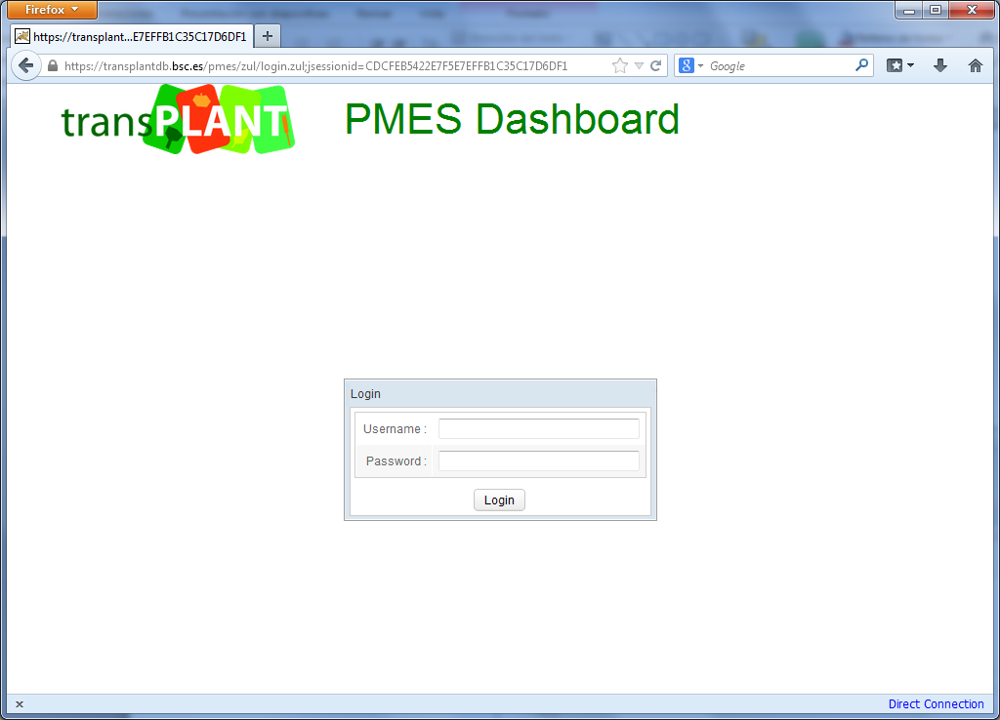 Firefox
https://transplant...E7EFFB1C35C17D6DF1
https://transplantdb.bsc.es/pmes/zul/login.zul;jsessionid=CDCFEB5422E7F5E7EFFB1C35C17D6DF1
Google
transPLANT
PMES Dashboard
Login
Username :
Password :
Login
Direct Connection